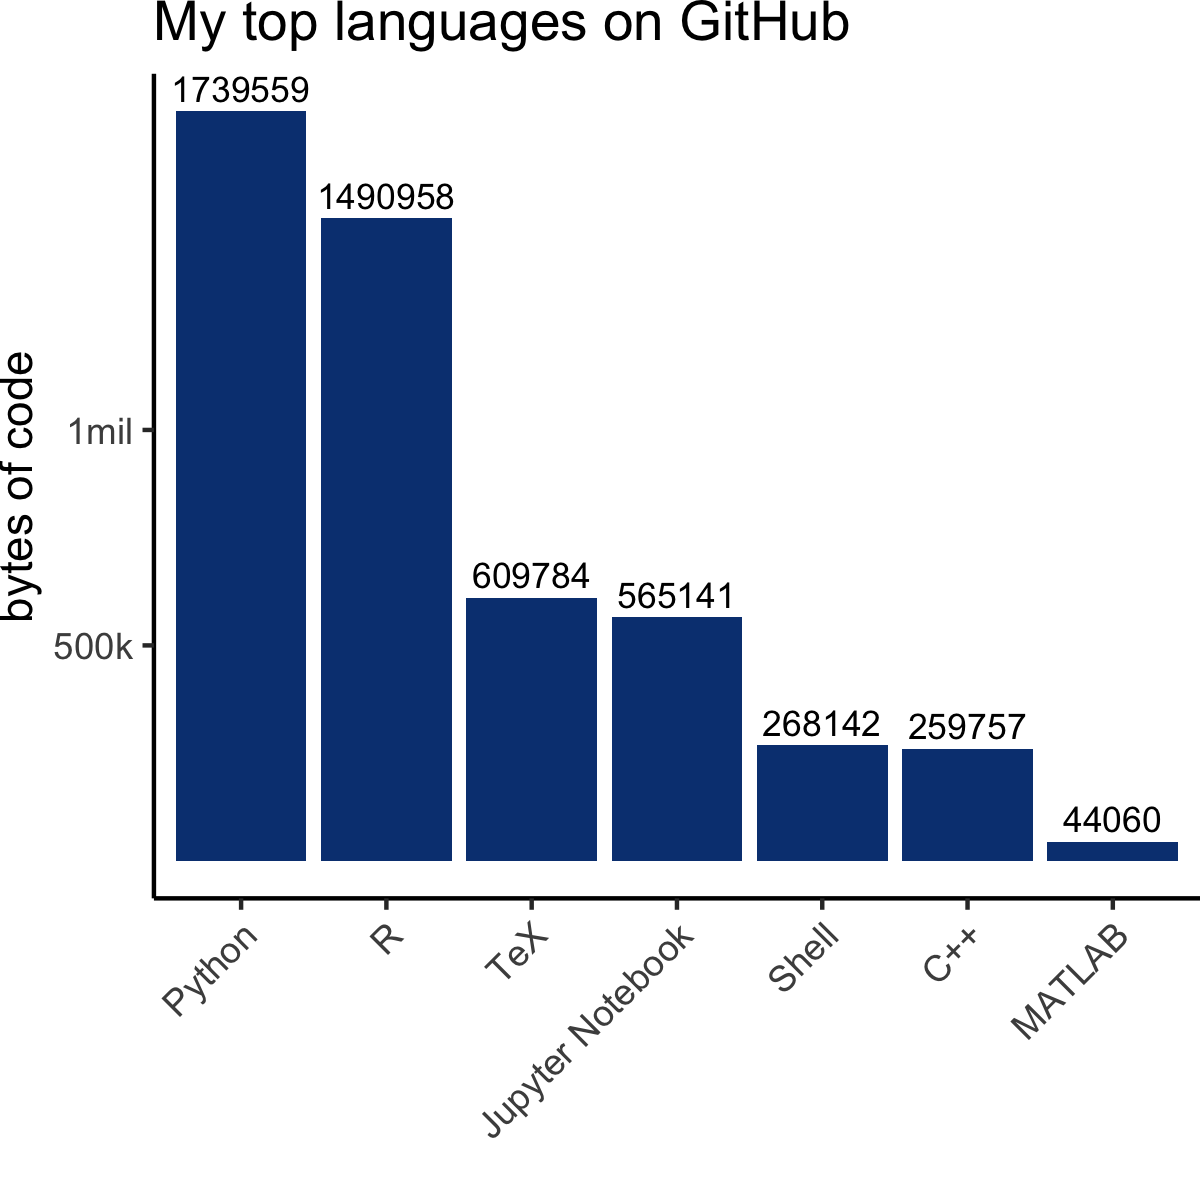 My top languages on GitHub
1739559
1490958
609784
565141
268142
259757
44060
bytes of code
1mil
500k
Python
R
TeX
Jupyter Notebook
Shell
C++
MATLAB